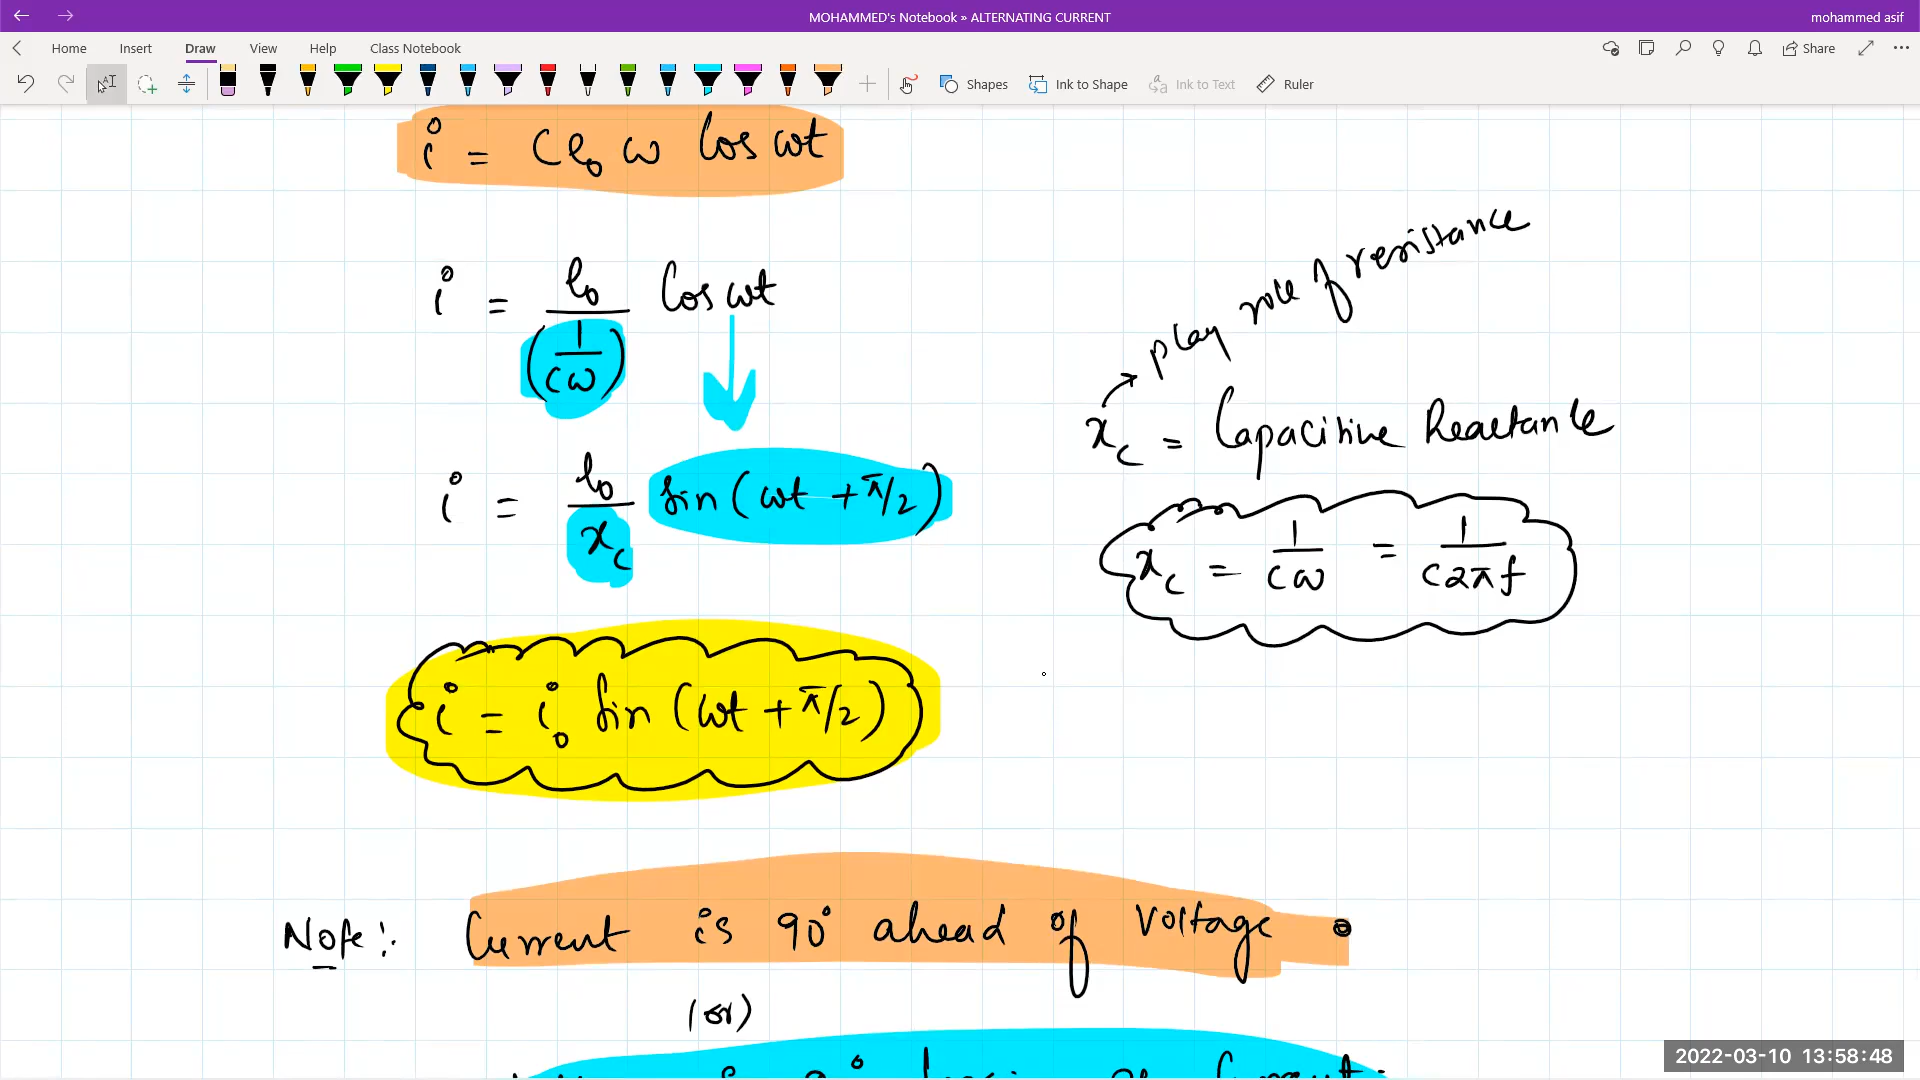 MOHAMMED's Notebook » ALTERNATING CURRENT
mohammed asif
Home Insert Draw View Help Class Notebook
Share
Shapes Ink to Shape Ink to Text Ruler
i = Ce₀ ω Cos ωt
i = e₀/(1/Cω) Cos ωt
play role of resistance
x_c = Capacitive Reactance
i = e₀/x_c Sin(ωt + π/2)
x_c = 1/Cω = 1/C2πf
i = i₀ Sin(ωt + π/2)
Note:
Current is 90° ahead of Voltage
(or)
2022-03-10 13:58:48